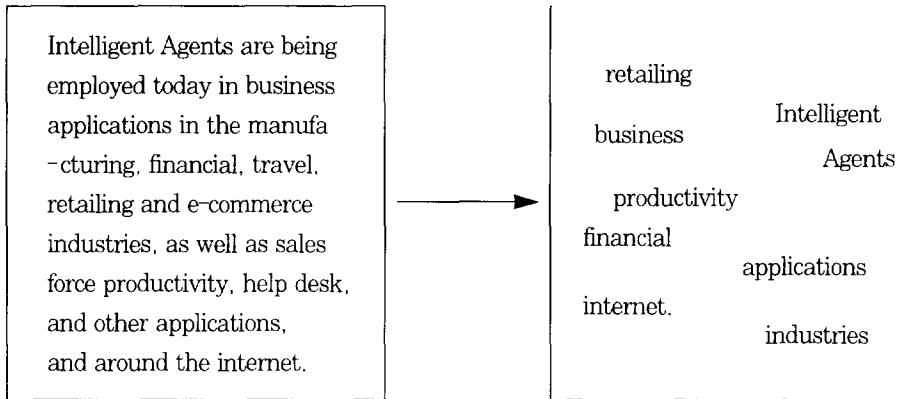 Intelligent Agents are being
employed today in business
applications in the manufa
-cturing, financial, travel,
retailing and e-commerce
industries, as well as sales
force productivity, help desk,
and other applications,
and around the internet.
retailing
Intelligent
business
Agents
productivity
financial
applications
internet.
industries